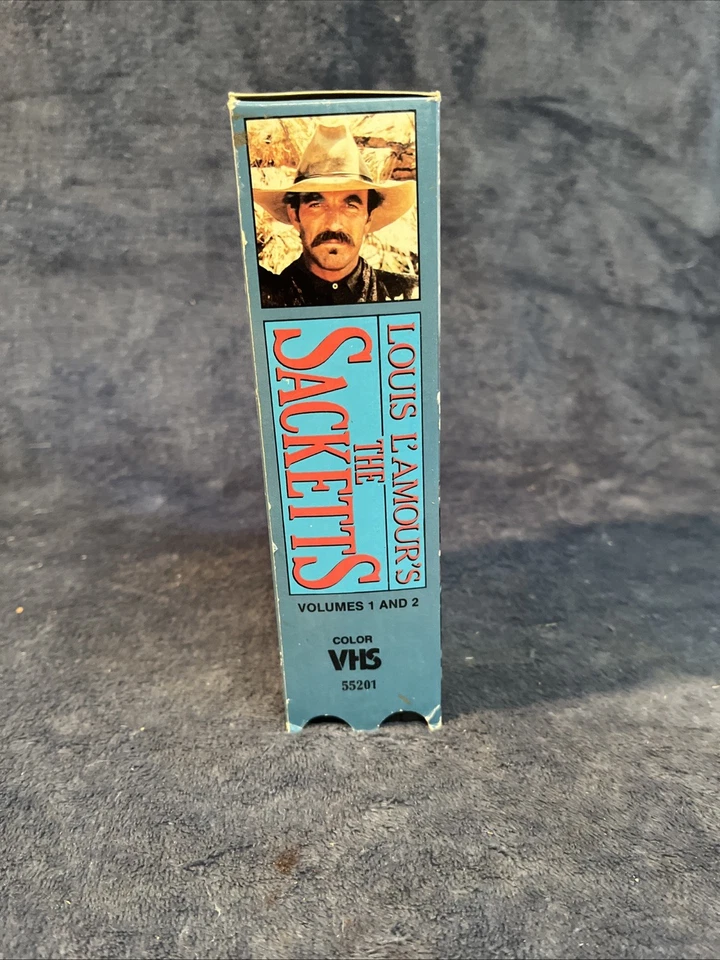 LOUIS L'AMOUR'S
THE
SACKETTS
VOLUMES 1 AND 2
COLOR
VHS
55201